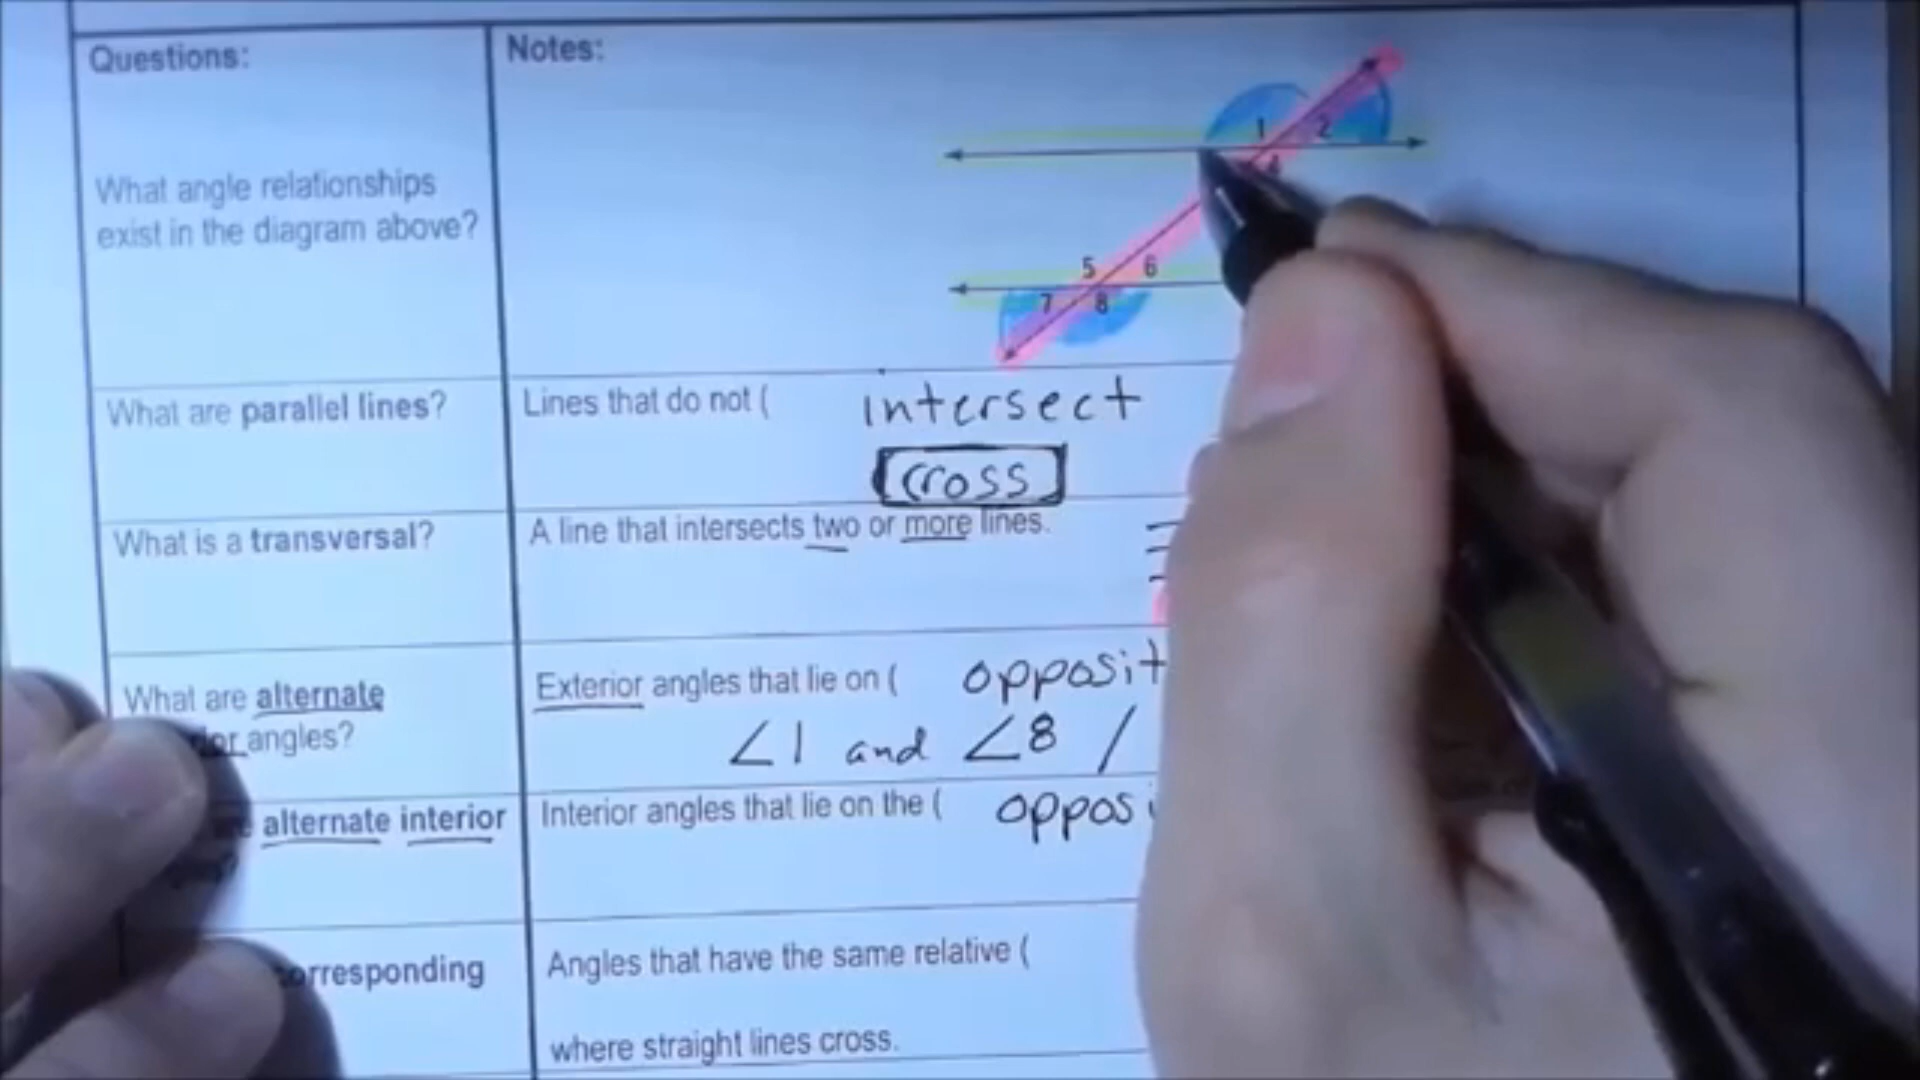 Questions:
Notes:
What angle relationships
exist in the diagram above?
1 2
4
5 6
7 8
What are parallel lines?
Lines that do not (
intersect
cross
What is a transversal?
A line that intersects two or more lines.
What are alternate
angles?
Exterior angles that lie on (
opposit
∠1 and ∠8 /
alternate interior
Interior angles that lie on the (
opposi
orresponding
Angles that have the same relative (
where straight lines cross.